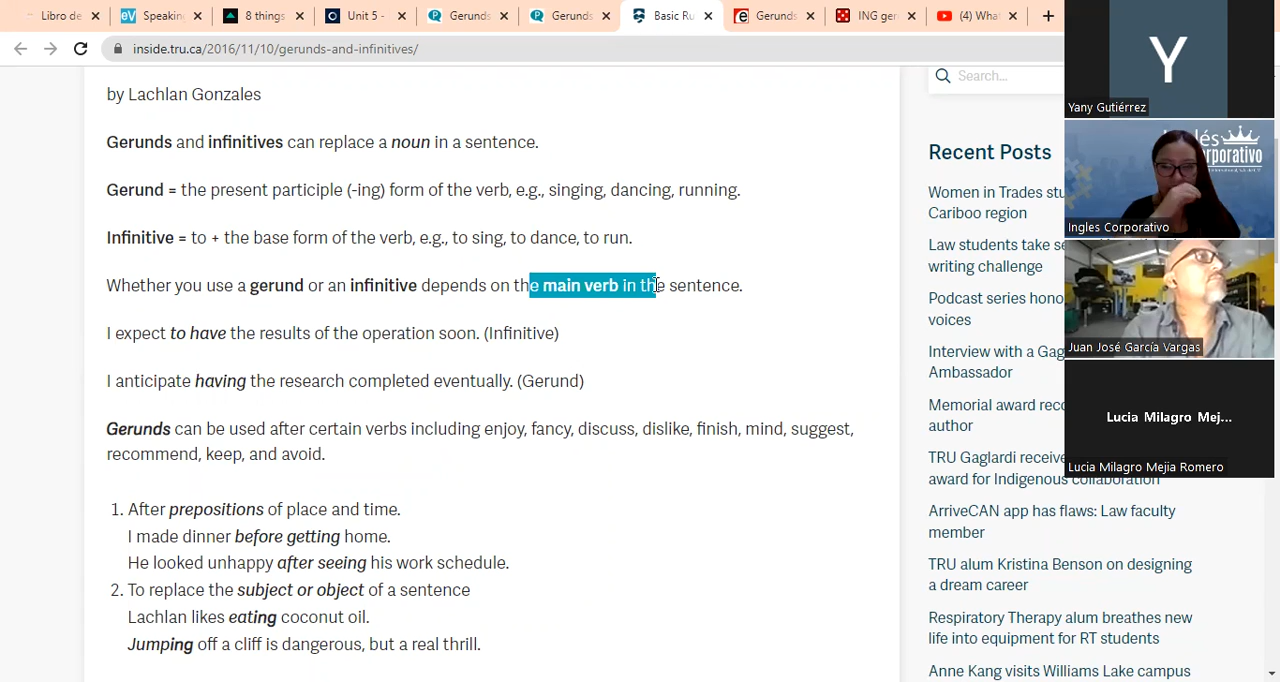 Libro de
Speaking
8 things
Unit 5 -
Gerunds
Gerunds
Basic Ru
Gerunds
ING ger
(4) Wha
inside.tru.ca/2016/11/10/gerunds-and-infinitives/
by Lachlan Gonzales
Gerunds and infinitives can replace a noun in a sentence.
Gerund = the present participle (-ing) form of the verb, e.g., singing, dancing, running.
Infinitive = to + the base form of the verb, e.g., to sing, to dance, to run.
Whether you use a gerund or an infinitive depends on the main verb in the sentence.
I expect to have the results of the operation soon. (Infinitive)
I anticipate having the research completed eventually. (Gerund)
Gerunds can be used after certain verbs including enjoy, fancy, discuss, dislike, finish, mind, suggest,
recommend, keep, and avoid.
1. After prepositions of place and time.
I made dinner before getting home.
He looked unhappy after seeing his work schedule.
2. To replace the subject or object of a sentence
Lachlan likes eating coconut oil.
Jumping off a cliff is dangerous, but a real thrill.
Search...
Recent Posts
Women in Trades stu
Cariboo region
Law students take se
Podcast series hono
voices
Interview with a Gag
Ambassador
Memorial award reco
author
TRU Gaglardi receive
award for Indigenous collaboration
ArriveCAN app has flaws: Law faculty
member
TRU alum Kristina Benson on designing
a dream career
Respiratory Therapy alum breathes new
life into equipment for RT students
Anne Kang visits Williams Lake campus
Y
Yany Gutiérrez
Ingles Corporativo
Juan José García Vargas
Lucia Milagro Mej...
Lucia Milagro Mejia Romero